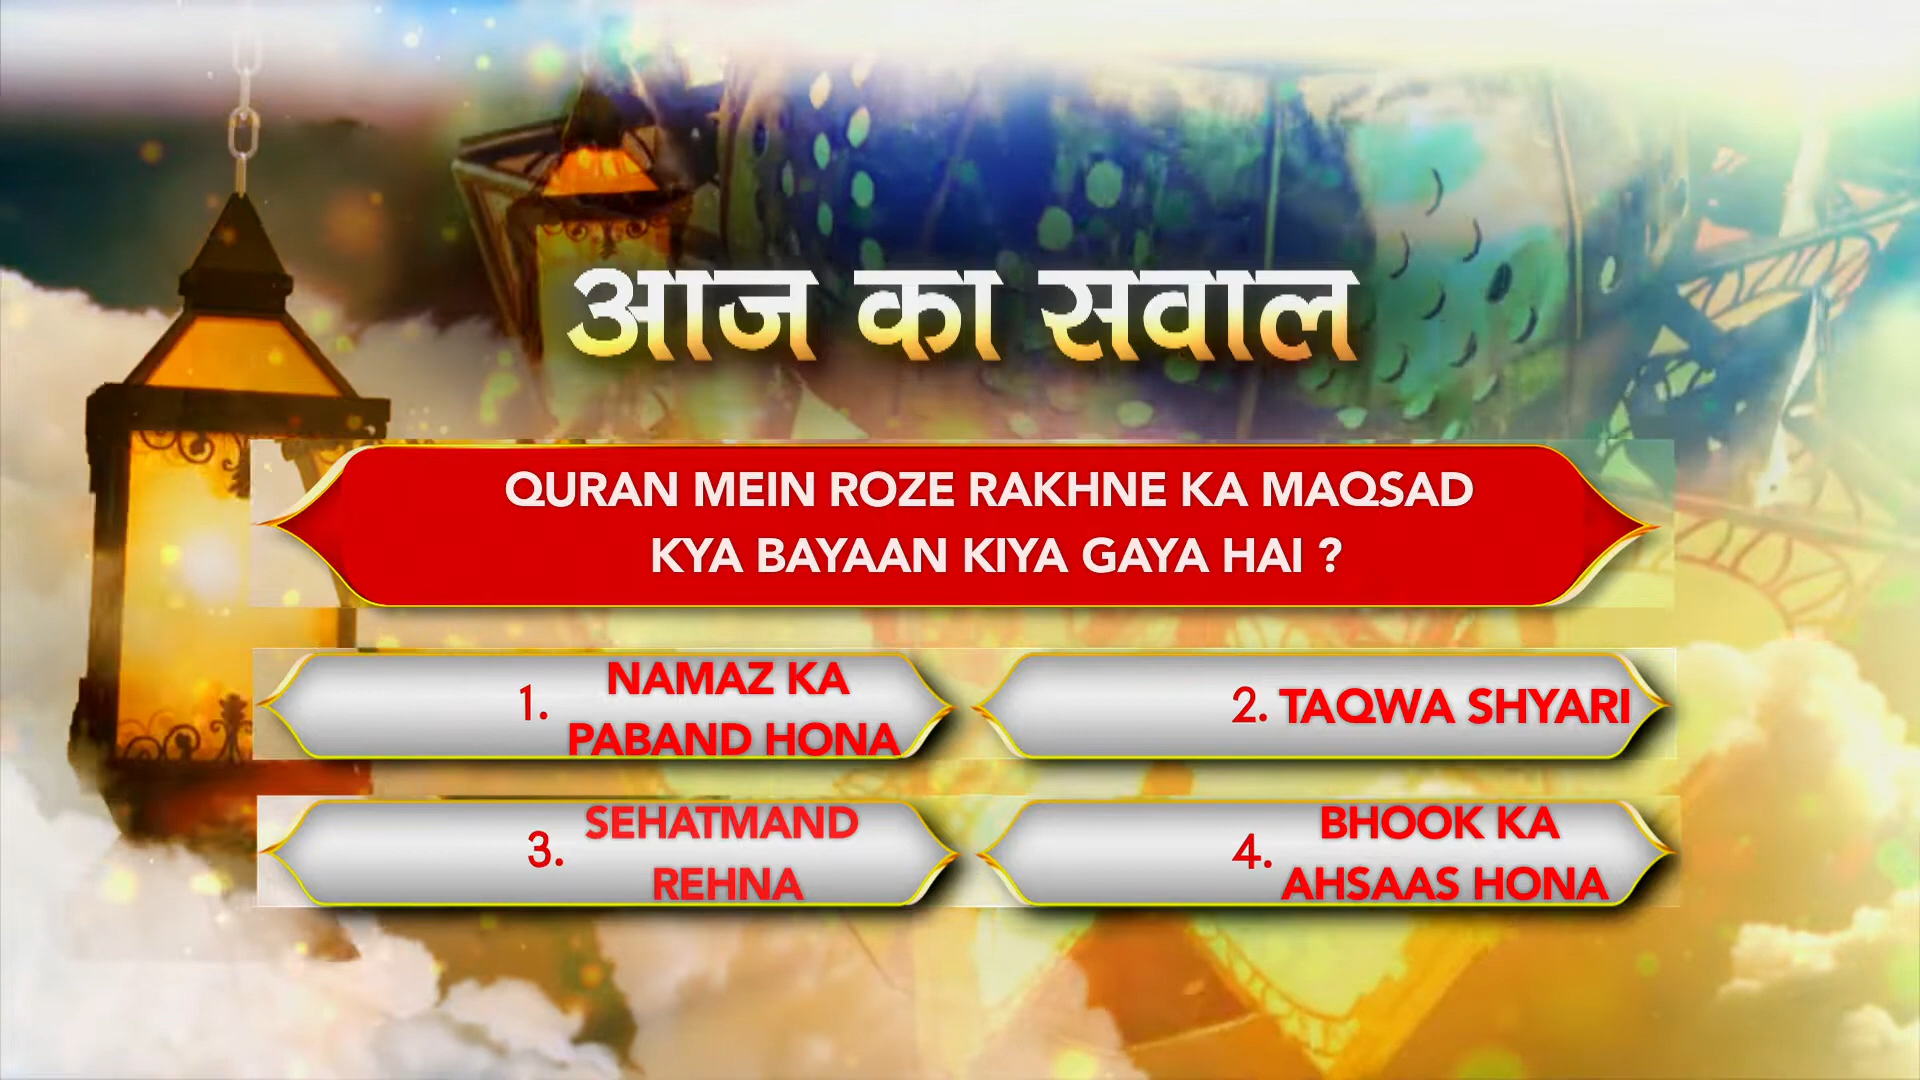 आज का सवाल
QURAN MEIN ROZE RAKHNE KA MAQSAD
KYA BAYAAN KIYA GAYA HAI ?
1. NAMAZ KA
PABAND HONA
2. TAQWA SHYARI
3. SEHATMAND
REHNA
4. BHOOK KA
AHSAAS HONA